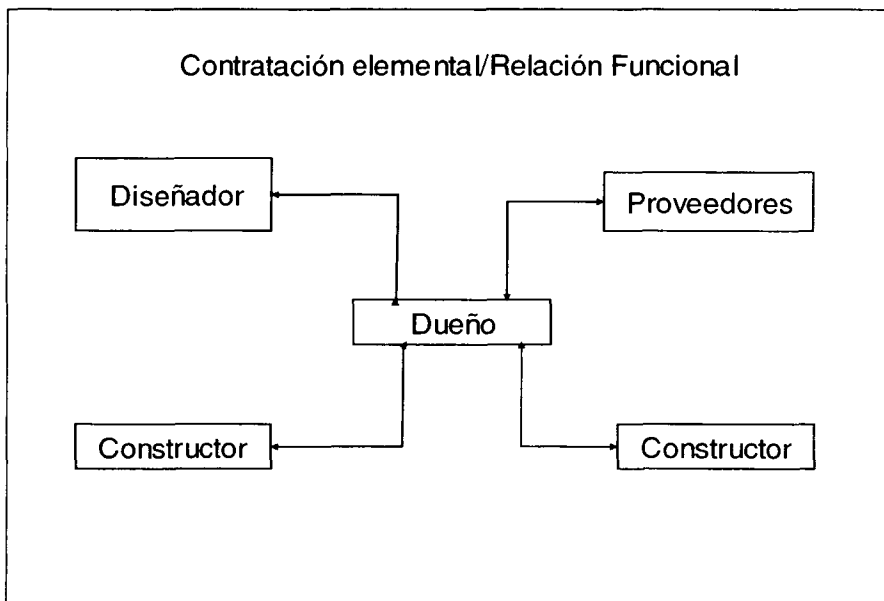 Contratación elemental/Relación Funcional
Diseñador
Proveedores
Dueño
Constructor
Constructor